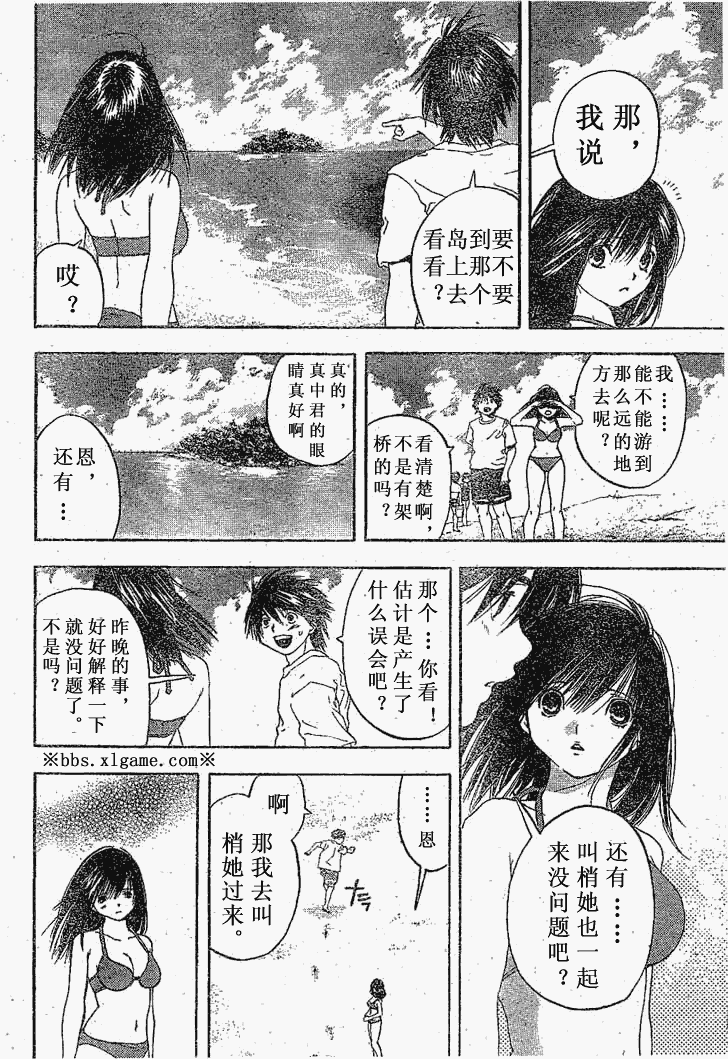 那，
我说
要不要
到那个
岛上去
看看？
哎？
我……
能不能游到
那么远的地
方去呢？
看清楚啊，
不是有架
桥的吗？
真的，
真中君的眼
睛真好啊
恩，
还有…
还有……
叫梢她也一起
来没问题吧？
那个…你看！
估计是产生了
什么误会吧？
昨晚的事，
好好解释一下
就没问题了。
不是吗？
※bbs.xlgame.com※
……恩
啊
那我去叫
梢她过来。